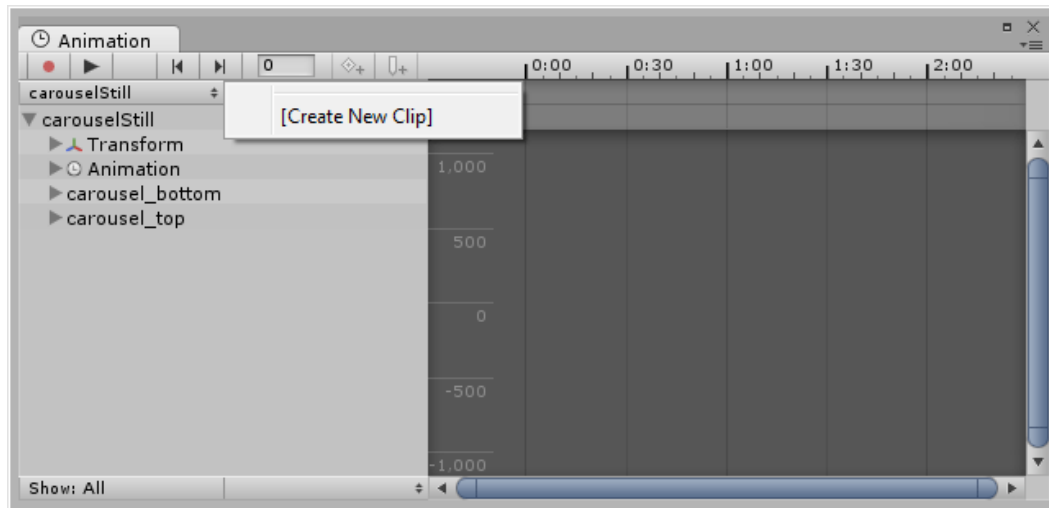 Animation
0
0:00 0:30 1:00 1:30 2:00
carouselStill
[Create New Clip]
carouselStill
Transform
Animation
carousel_bottom
carousel_top
1,000
500
0
-500
-1,000
Show: All